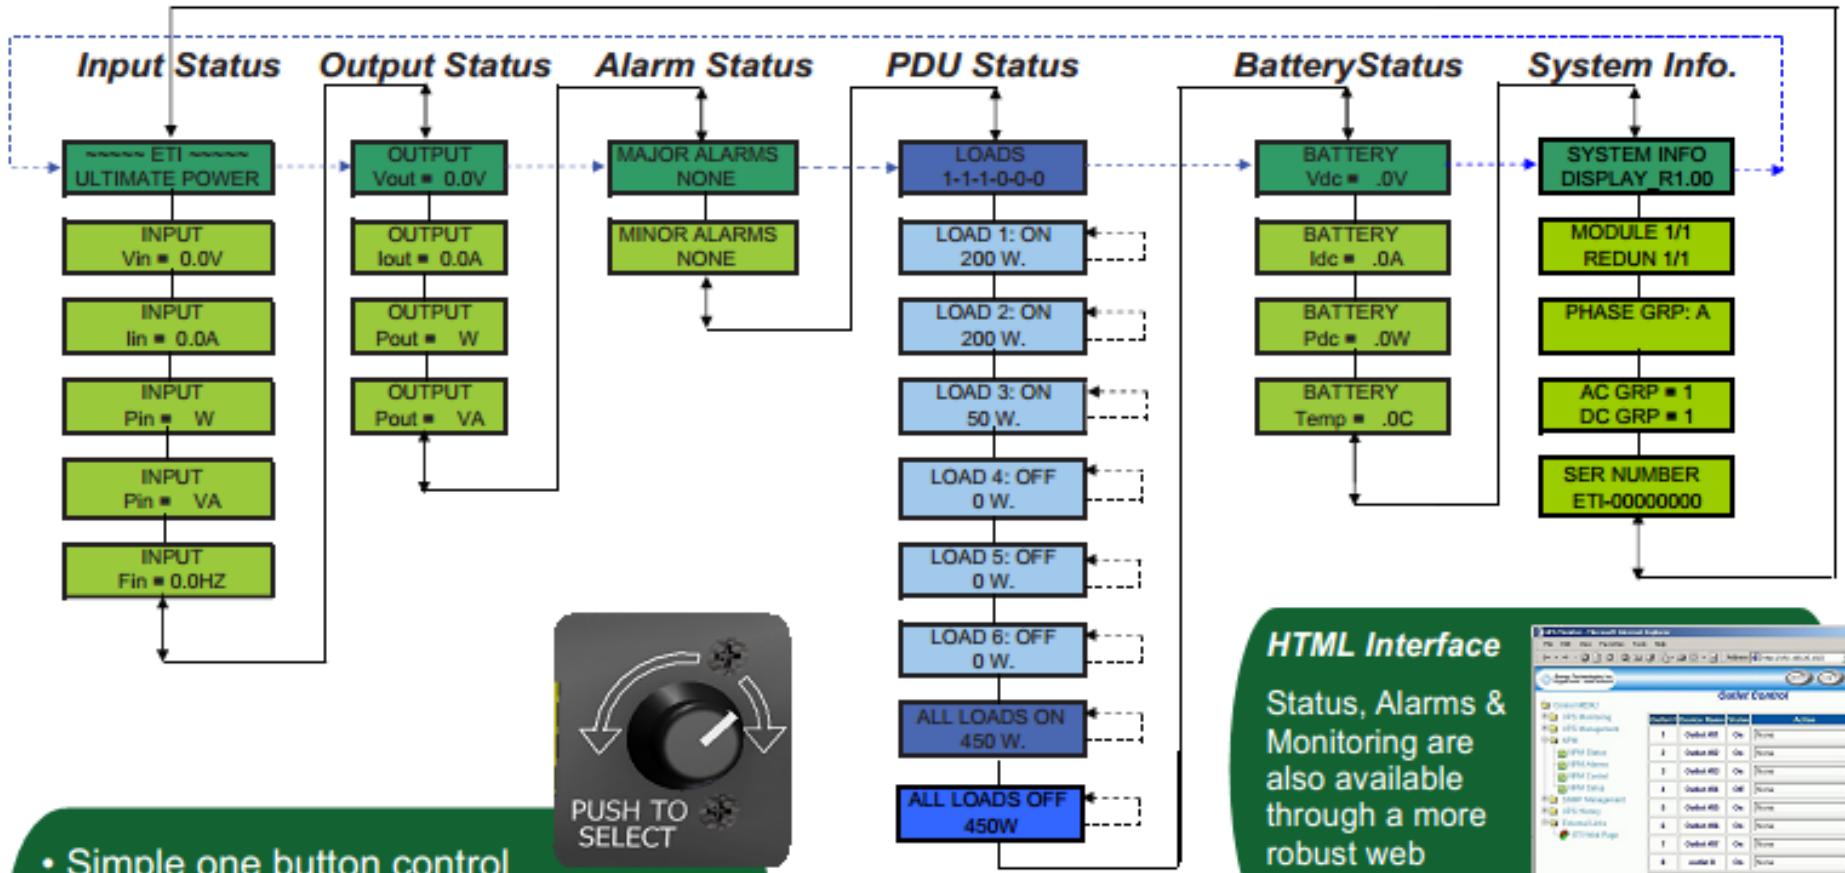 Input Status
Output Status
Alarm Status
PDU Status
BatteryStatus
System Info.
~~~~~ ETI ~~~~~
ULTIMATE POWER
INPUT
Vin = 0.0V
INPUT
Iin = 0.0A
INPUT
Pin = W
INPUT
Pin = VA
INPUT
Fin = 0.0HZ
OUTPUT
Vout = 0.0V
OUTPUT
Iout = 0.0A
OUTPUT
Pout = W
OUTPUT
Pout = VA
MAJOR ALARMS
NONE
MINOR ALARMS
NONE
LOADS
1-1-1-0-0-0
LOAD 1: ON
200 W.
LOAD 2: ON
200 W.
LOAD 3: ON
50 W.
LOAD 4: OFF
0 W.
LOAD 5: OFF
0 W.
LOAD 6: OFF
0 W.
ALL LOADS ON
450 W.
ALL LOADS OFF
450W
BATTERY
Vdc = .0V
BATTERY
Idc = .0A
BATTERY
Pdc = .0W
BATTERY
Temp = .0C
SYSTEM INFO
DISPLAY_R1.00
MODULE 1/1
REDUN 1/1
PHASE GRP: A
AC GRP = 1
DC GRP = 1
SER NUMBER
ETI-00000000
PUSH TO
SELECT
• Simple one button control
HTML Interface
Status, Alarms &
Monitoring are
also available
through a more
robust web
Outlet Control